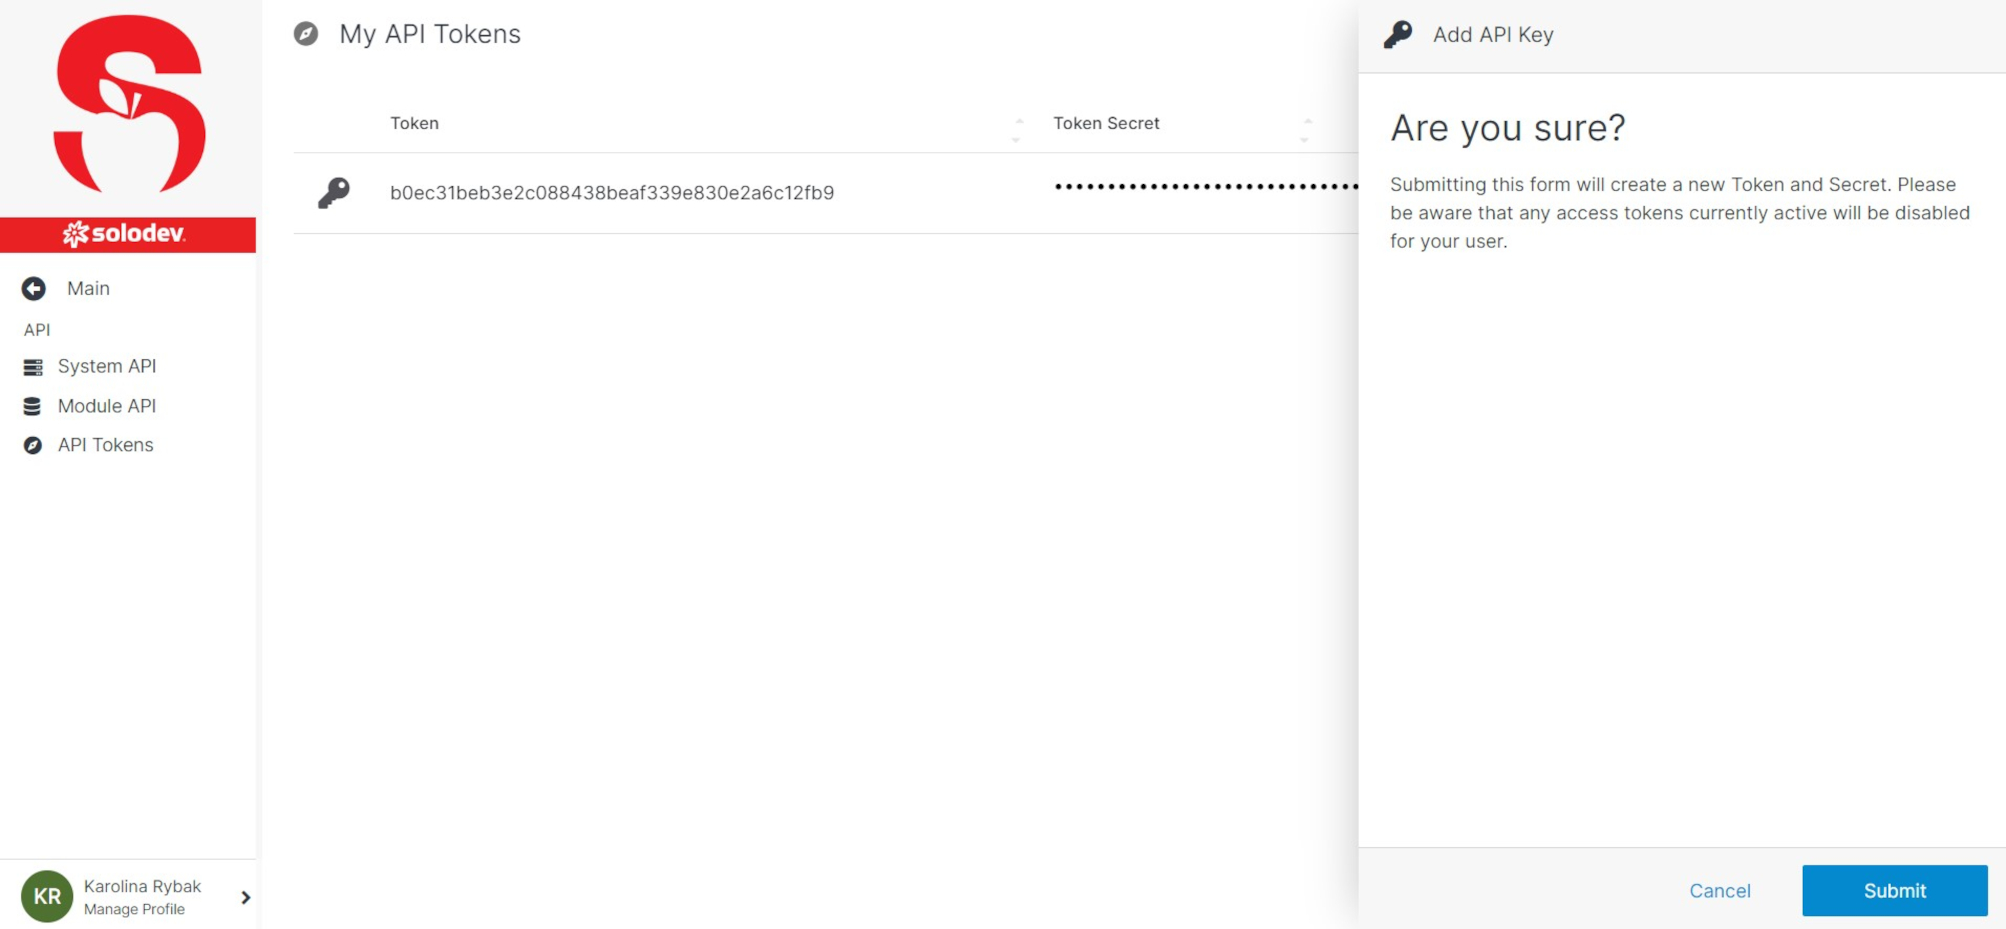 solodev
Main
API
System API
Module API
API Tokens
KR
Karolina Rybak
Manage Profile
My API Tokens
Token
Token Secret
b0ec31beb3e2c088438beaf339e830e2a6c12fb9
Add API Key
Are you sure?
Submitting this form will create a new Token and Secret. Please
be aware that any access tokens currently active will be disabled
for your user.
Cancel
Submit